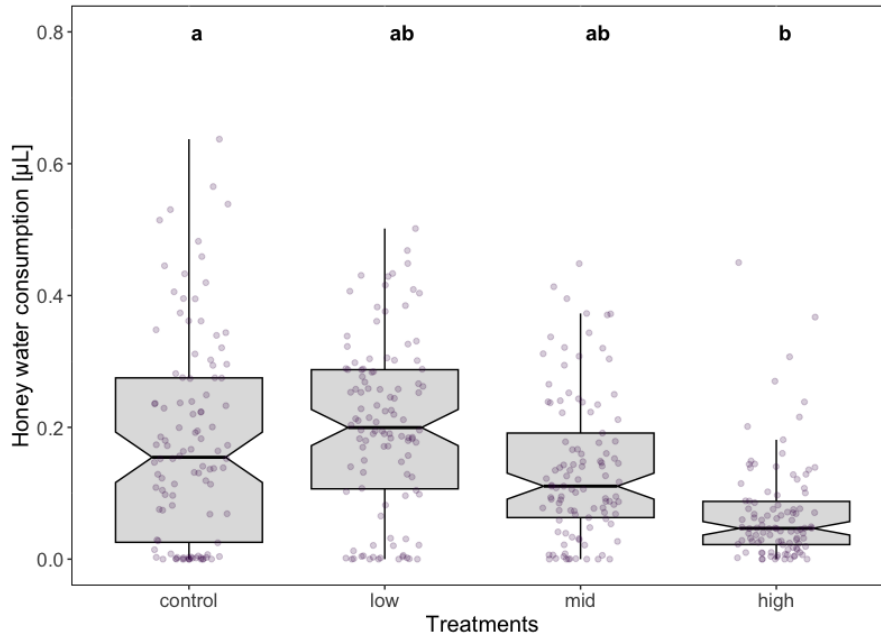 0.8
a ab ab b
0.6
0.4
0.2
0.0
Honey water consumption [µL]
control low mid high
Treatments